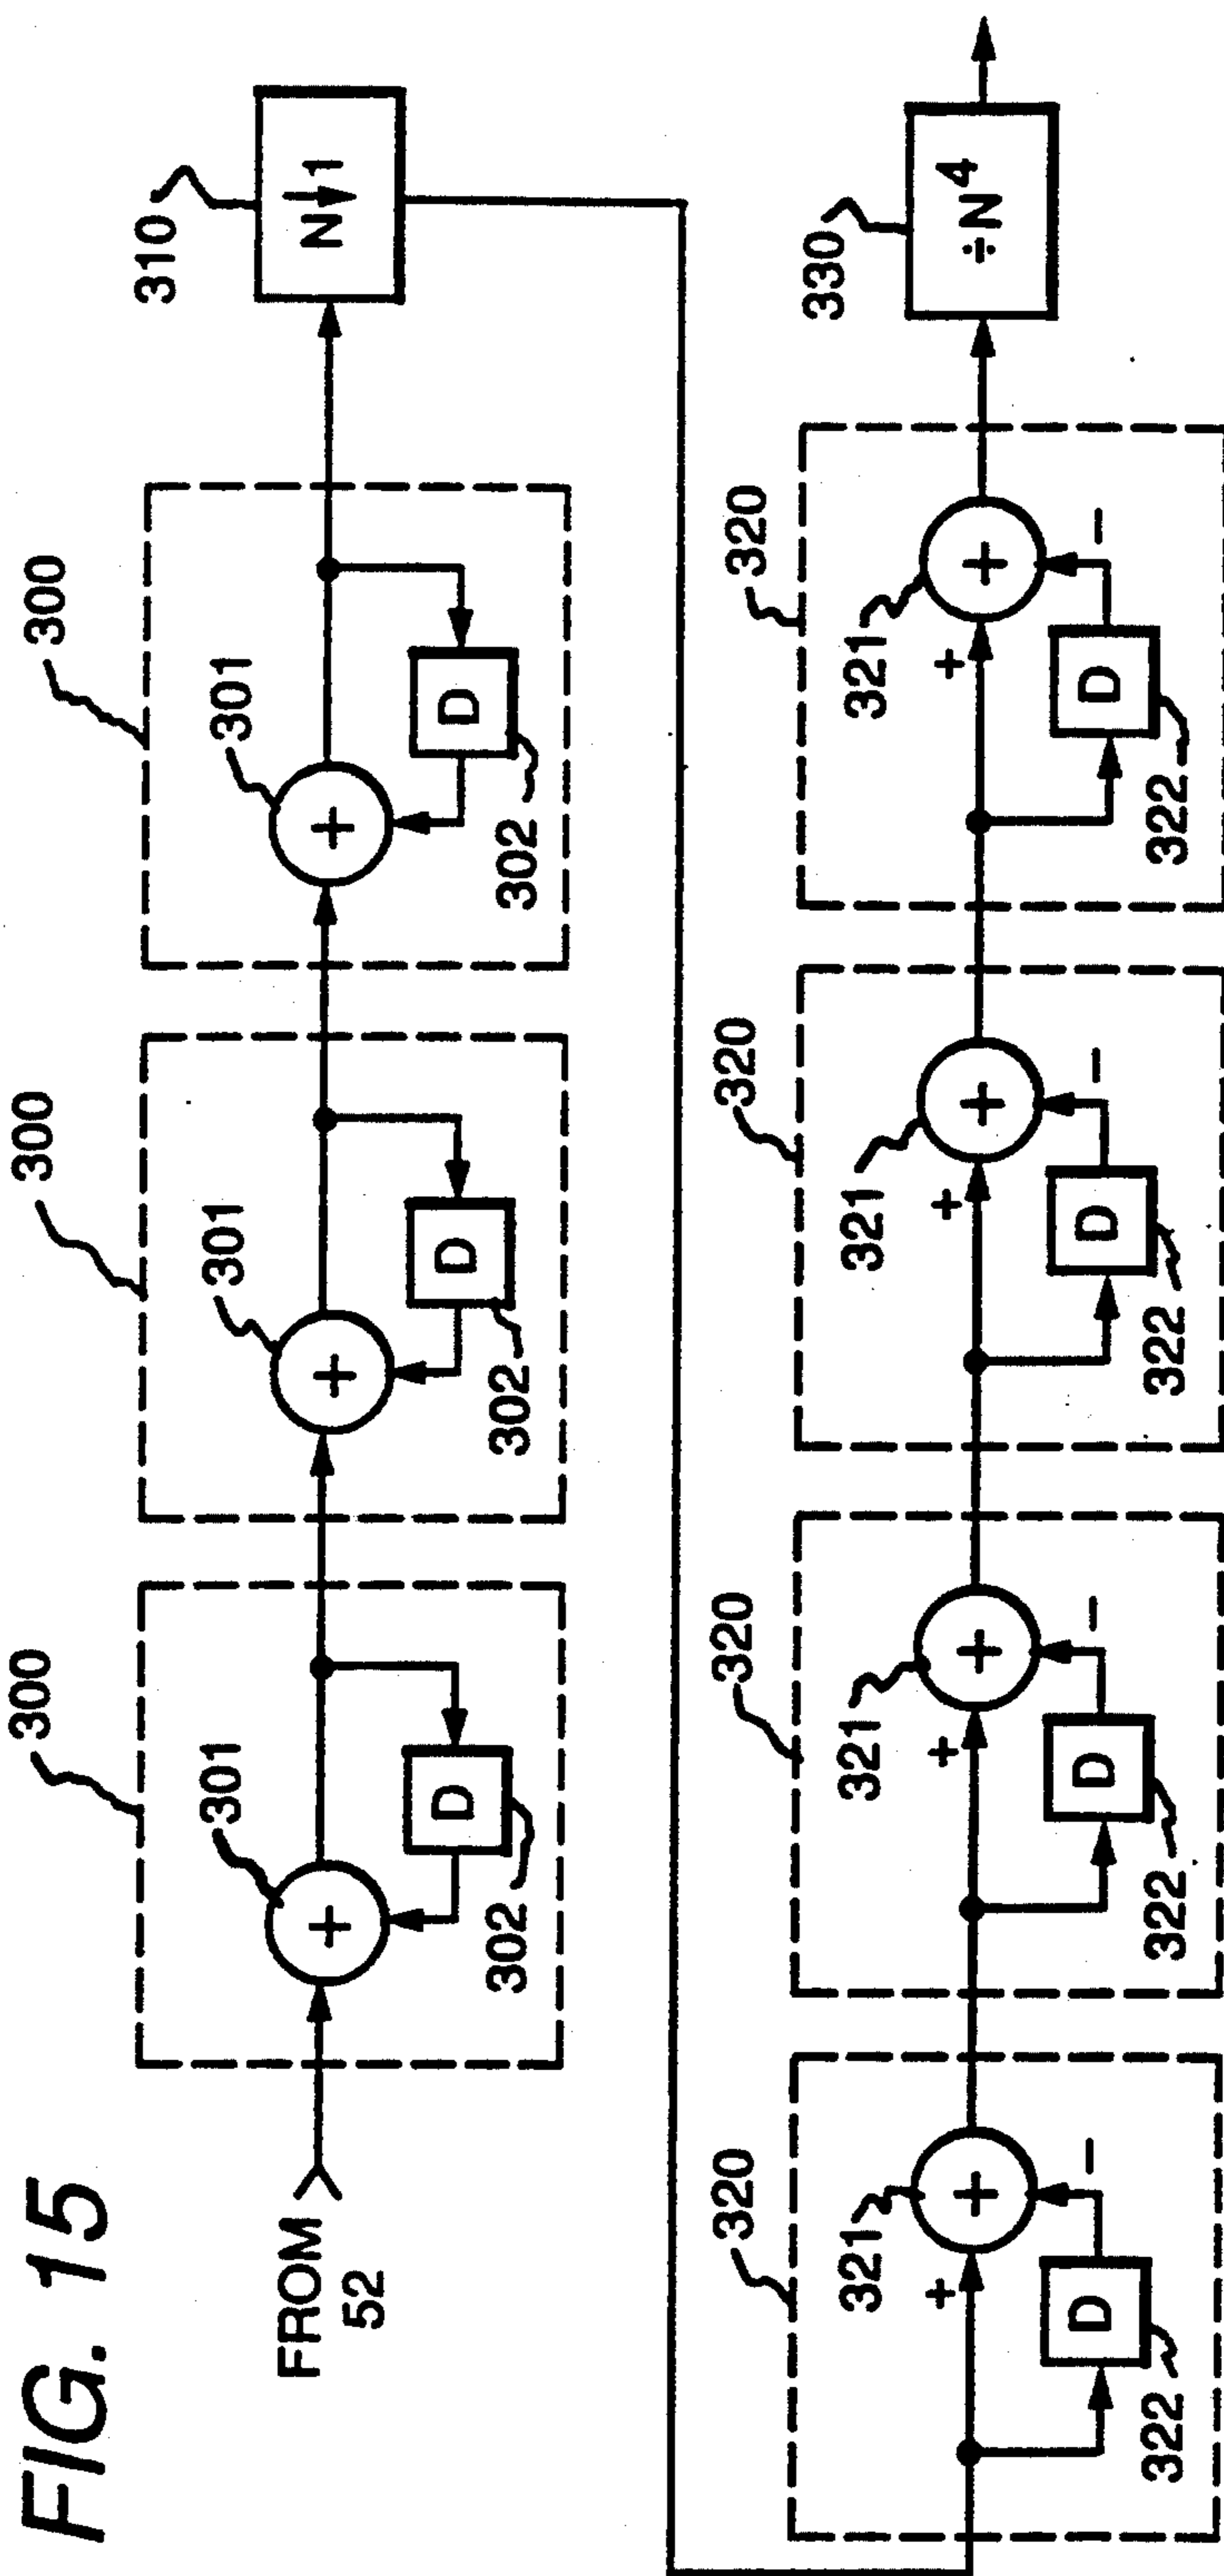 FIG. 15
300 300 300
301 301 301 310
+ + + N↓1
D D D
302 302 302
FROM
52
320 320 320 320
321 321 321 321 330
+ + + +
+ + + + ÷N⁴
− − − −
D D D D
322 322 322 322